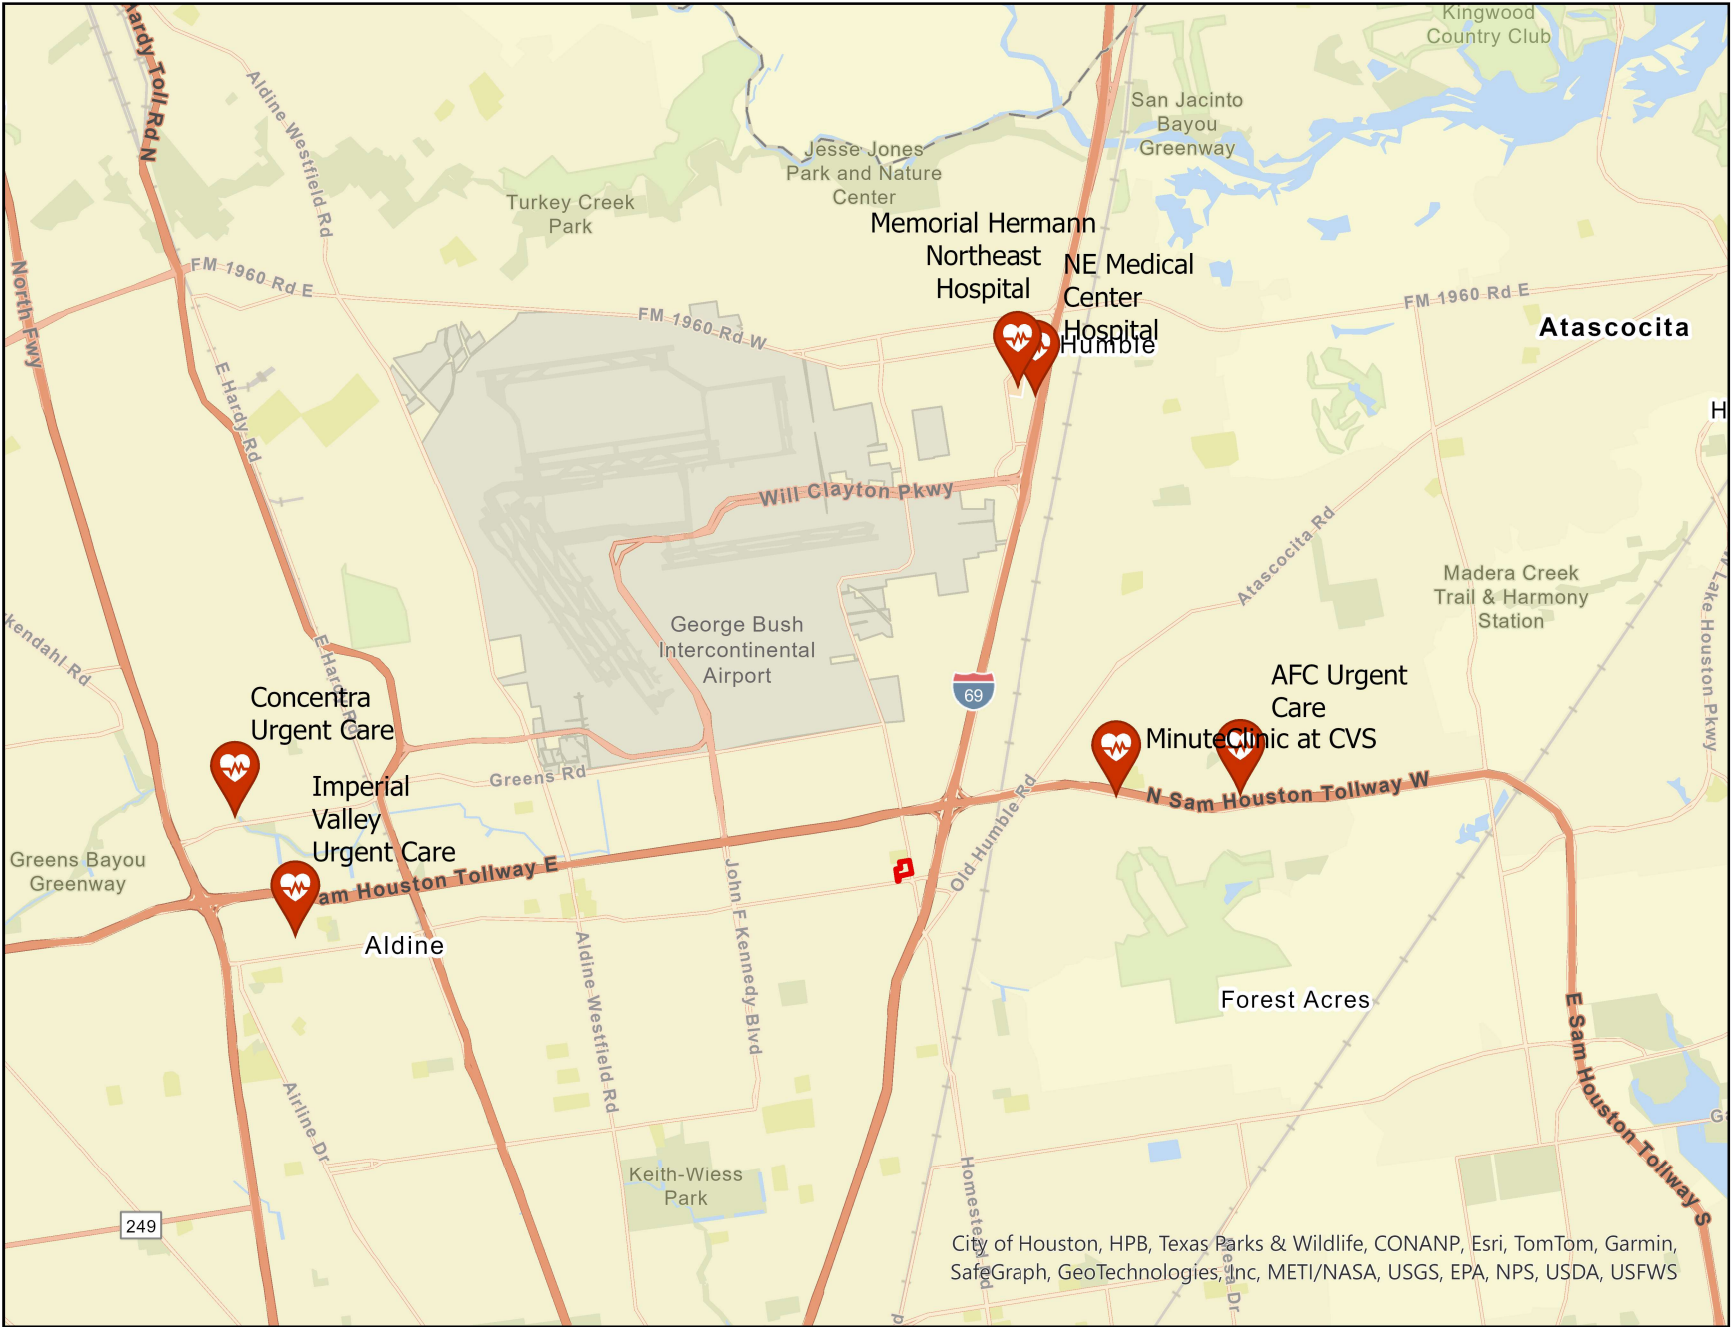 Kingwood
Country Club
Hardy Toll Rd N
Aldine Westfield Rd
San Jacinto
Bayou
Greenway
Jesse Jones
Park and Nature
Center
Turkey Creek
Park
Memorial Hermann
Northeast
Hospital
NE Medical
Center
Hospital
Humble
FM 1960 Rd E
FM 1960 Rd W
FM 1960 Rd E
Atascocita
North Fwy
E Hardy Rd
H
Will Clayton Pkwy
Atascocita Rd
Madera Creek
Trail & Harmony
Station
W Lake Houston Pkwy
George Bush
Intercontinental
Airport
kendahl Rd
E Hardy Rd
69
Concentra
Urgent Care
AFC Urgent
Care
MinuteClinic at CVS
Greens Rd
Imperial
Valley
Urgent Care
N Sam Houston Tollway W
Old Humble Rd
Greens Bayou
Greenway
am Houston Tollway E
John F Kennedy Blvd
Aldine
Aldine Westfield Rd
Forest Acres
E Sam Houston Tollway S
Airline Dr
G
Keith-Wiess
Park
Homestead Rd
249
Mesa Dr
City of Houston, HPB, Texas Parks & Wildlife, CONANP, Esri, TomTom, Garmin,
SafeGraph, GeoTechnologies, Inc, METI/NASA, USGS, EPA, NPS, USDA, USFWS